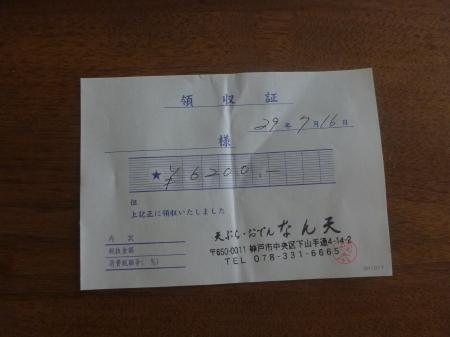 領収証
29年7月16日
様
★ ¥6200.-
但
上記正に領収いたしました
内訳
税抜金額
消費税額等( %)
天ぷら・おでん なん天
〒650-0011 神戸市中央区下山手通4-14-2
TEL 078-331-6665